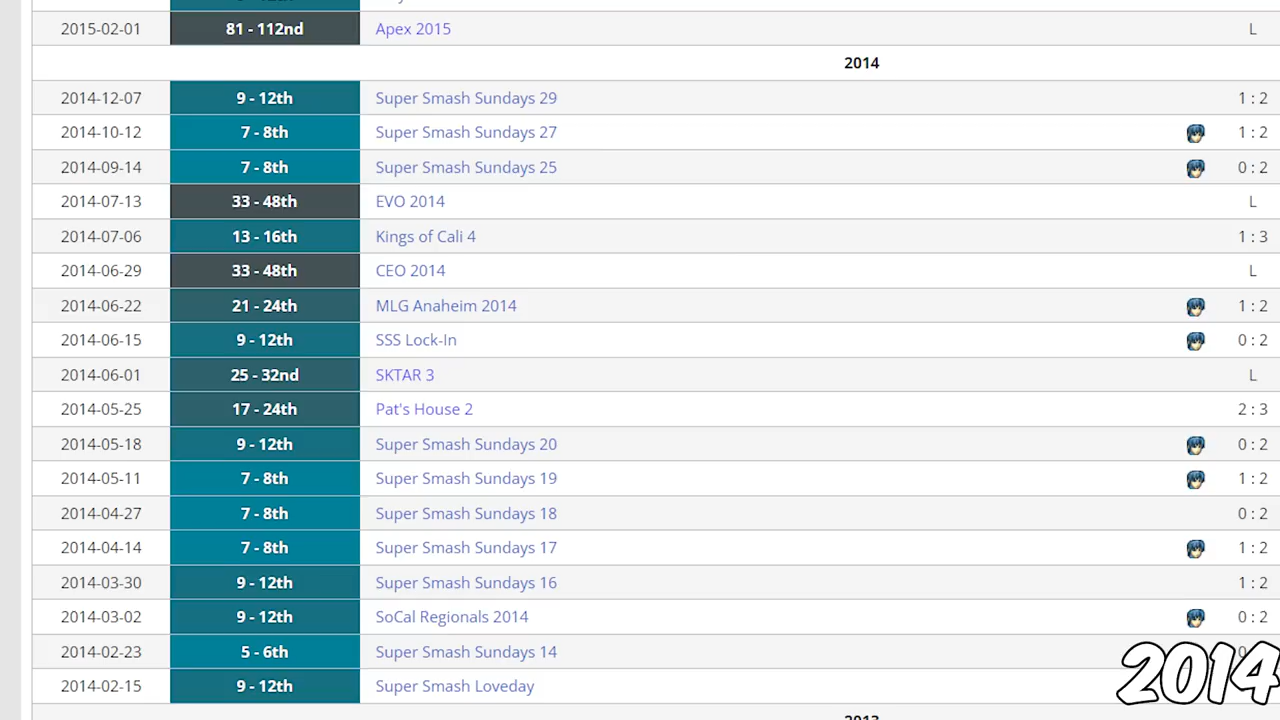 2015-02-01 81 - 112nd Apex 2015 L
2014
2014-12-07 9 - 12th Super Smash Sundays 29 1 : 2
2014-10-12 7 - 8th Super Smash Sundays 27 1 : 2
2014-09-14 7 - 8th Super Smash Sundays 25 0 : 2
2014-07-13 33 - 48th EVO 2014 L
2014-07-06 13 - 16th Kings of Cali 4 1 : 3
2014-06-29 33 - 48th CEO 2014 L
2014-06-22 21 - 24th MLG Anaheim 2014 1 : 2
2014-06-15 9 - 12th SSS Lock-In 0 : 2
2014-06-01 25 - 32nd SKTAR 3 L
2014-05-25 17 - 24th Pat's House 2 2 : 3
2014-05-18 9 - 12th Super Smash Sundays 20 0 : 2
2014-05-11 7 - 8th Super Smash Sundays 19 1 : 2
2014-04-27 7 - 8th Super Smash Sundays 18 0 : 2
2014-04-14 7 - 8th Super Smash Sundays 17 1 : 2
2014-03-30 9 - 12th Super Smash Sundays 16 1 : 2
2014-03-02 9 - 12th SoCal Regionals 2014 0 : 2
2014-02-23 5 - 6th Super Smash Sundays 14
2014-02-15 9 - 12th Super Smash Loveday
2014